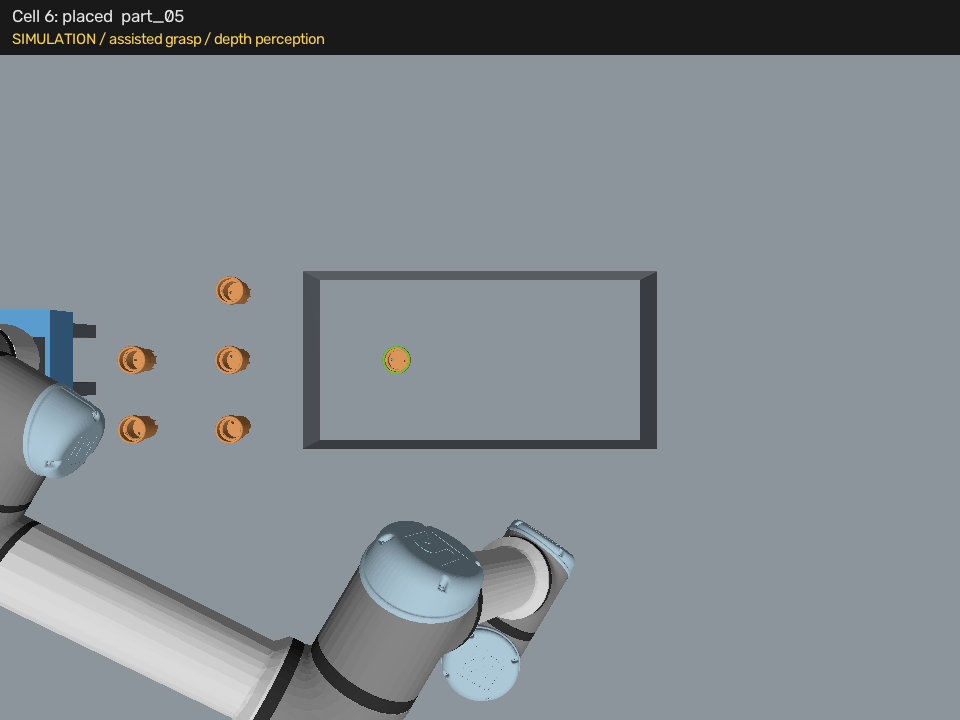 Cell 6: placed  part_05
SIMULATION / assisted grasp / depth perception